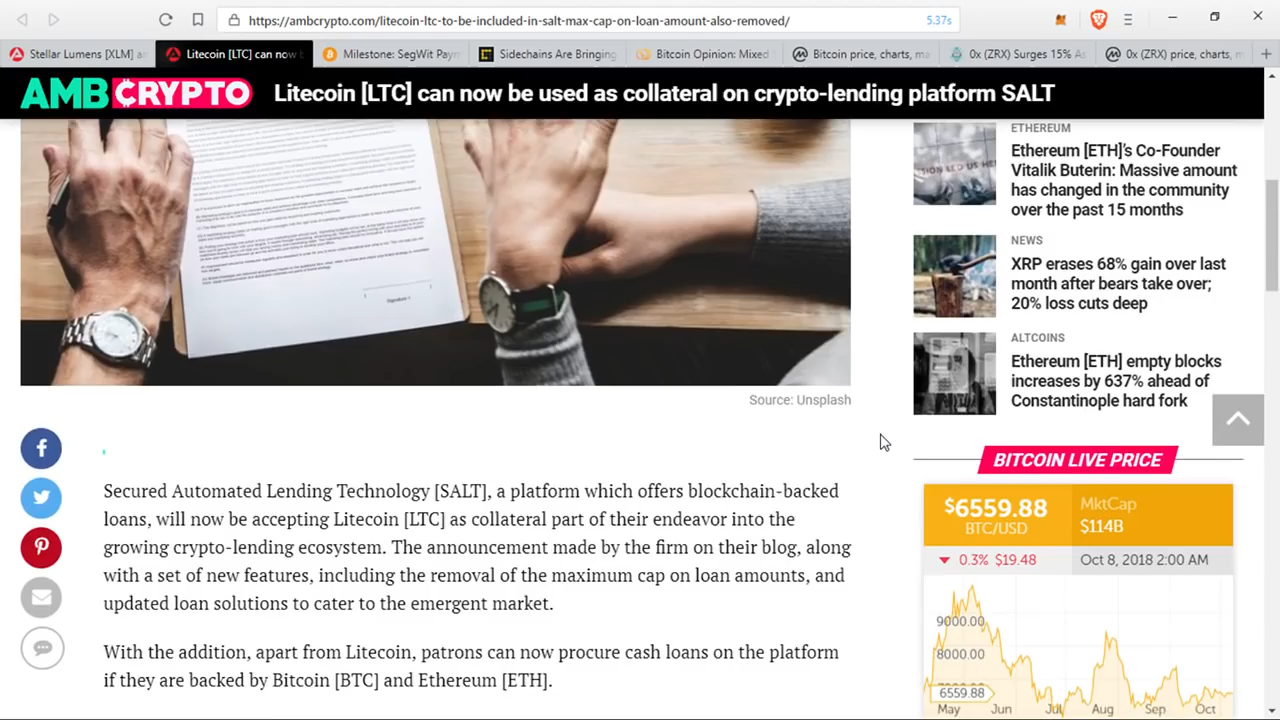 https://ambcrypto.com/litecoin-ltc-to-be-included-in-salt-max-cap-on-loan-amount-also-removed/
5.37s
Stellar Lumens [XLM] a
Litecoin [LTC] can now
Milestone: SegWit Paym
Sidechains Are Bringing
Bitcoin Opinion: Mixed
Bitcoin price, charts, m
0x (ZRX) Surges 15% As
0x (ZRX) price, charts, m
AMBCRYPTO
Litecoin [LTC] can now be used as collateral on crypto-lending platform SALT
Signature
Source: Unsplash
Secured Automated Lending Technology [SALT], a platform which offers blockchain-backed
loans, will now be accepting Litecoin [LTC] as collateral part of their endeavor into the
growing crypto-lending ecosystem. The announcement made by the firm on their blog, along
with a set of new features, including the removal of the maximum cap on loan amounts, and
updated loan solutions to cater to the emergent market.
With the addition, apart from Litecoin, patrons can now procure cash loans on the platform
if they are backed by Bitcoin [BTC] and Ethereum [ETH].
ETHEREUM
Ethereum [ETH]'s Co-Founder
Vitalik Buterin: Massive amount
has changed in the community
over the past 15 months
NEWS
XRP erases 68% gain over last
month after bears take over;
20% loss cuts deep
ALTCOINS
Ethereum [ETH] empty blocks
increases by 637% ahead of
Constantinople hard fork
BITCOIN LIVE PRICE
$6559.88
BTC/USD
MktCap
$114B
0.3% $19.48
Oct 8, 2018 2:00 AM
9000.00
8000.00
6559.88
May Jun Jul Aug Sep Oct